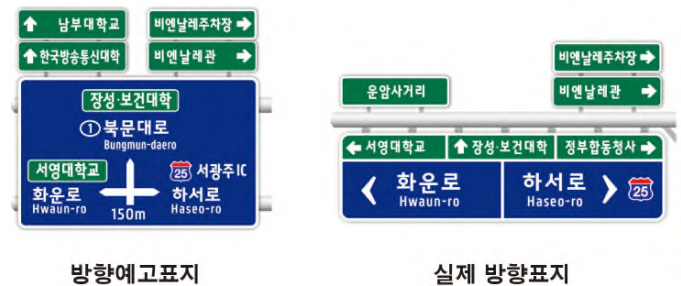 남부대학교
비엔날레주차장
한국방송통신대학
비엔날레관
장성·보건대학
① 북문대로
Bungmun-daero
서영대학교
25 서광주IC
화운로
Hwaun-ro
하서로
Haseo-ro
150m
방향예고표지
비엔날레주차장
운암사거리
비엔날레관
서영대학교
장성·보건대학
정부합동청사
화운로
Hwaun-ro
하서로
Haseo-ro
25
실제 방향표지